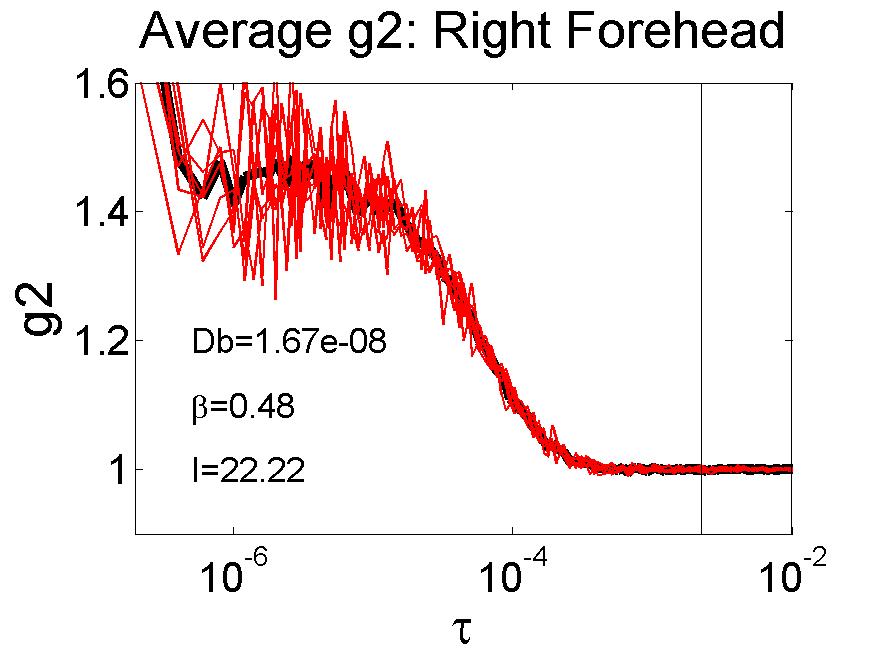 Average g2: Right Forehead
1.6
1.4
1.2
1
g2
Db=1.67e-08
β=0.48
I=22.22
10^-6
10^-4
10^-2
τ